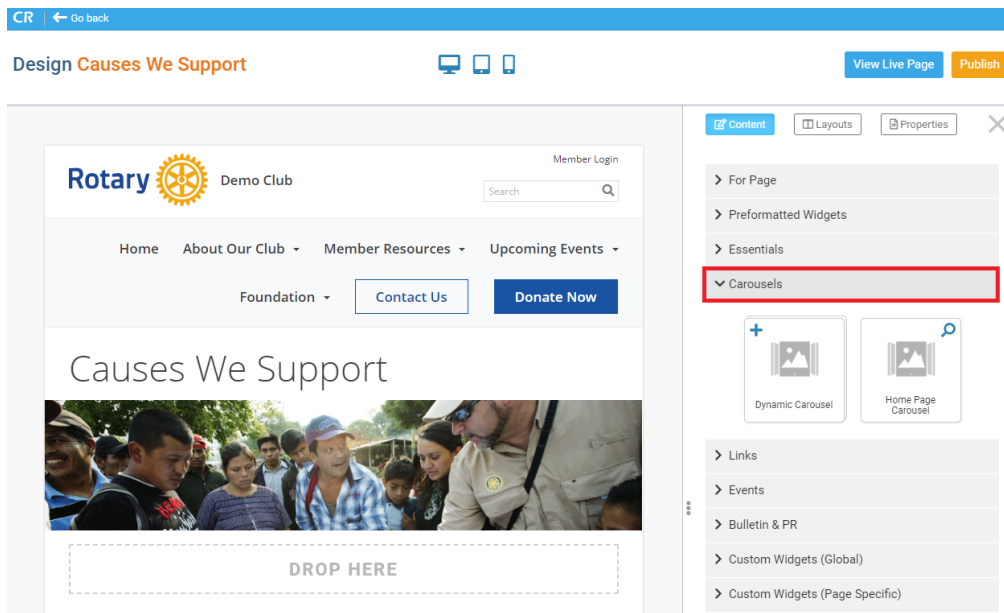 CR Go back
Design Causes We Support
View Live Page Publish
Content Layouts Properties
Rotary Demo Club
Member Login
Search
Home About Our Club Member Resources Upcoming Events
Foundation Contact Us Donate Now
Causes We Support
DROP HERE
For Page
Preformatted Widgets
Essentials
Carousels
Dynamic Carousel
Home Page
Carousel
Links
Events
Bulletin & PR
Custom Widgets (Global)
Custom Widgets (Page Specific)